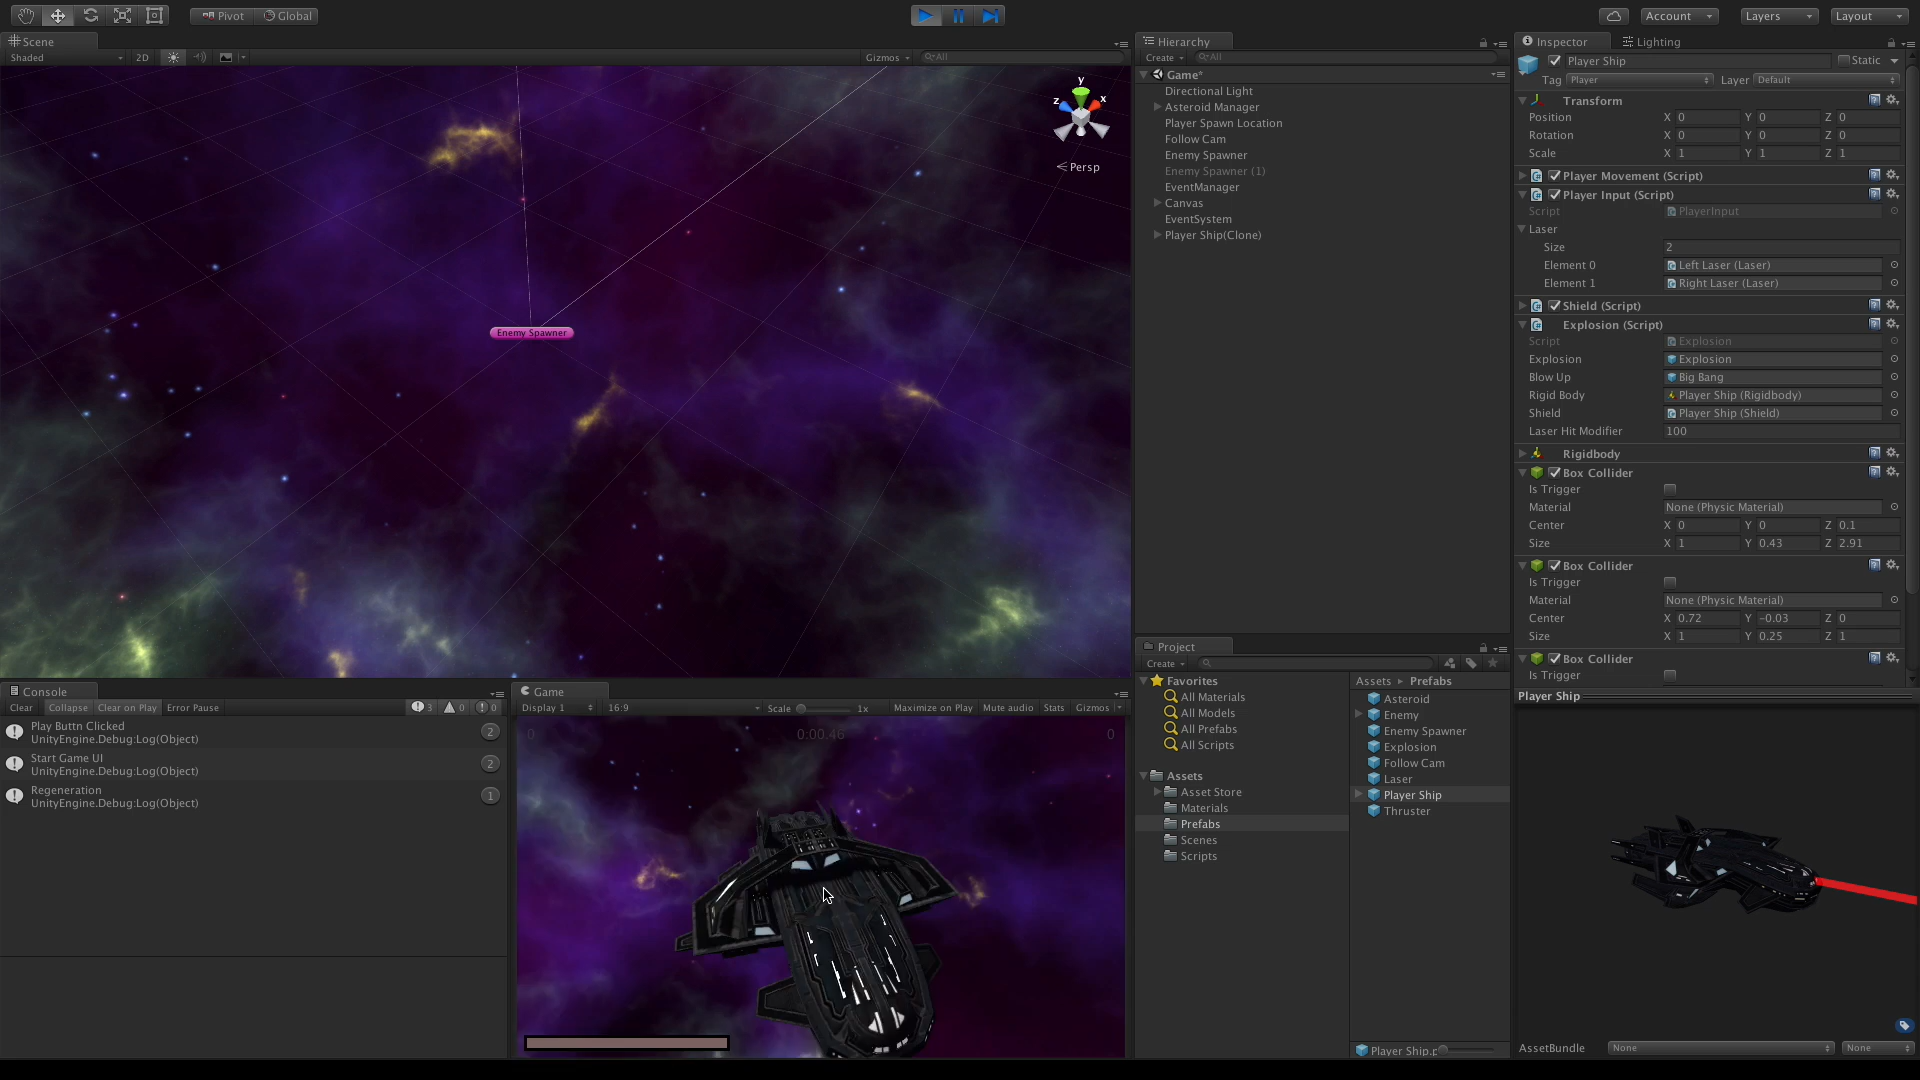 Pivot Global
Account Layers Layout
Scene
Shaded 2D Gizmos All
y
z x
Persp
Enemy Spawner
Hierarchy
Create All
Game*
Directional Light
Asteroid Manager
Player Spawn Location
Follow Cam
Enemy Spawner
Enemy Spawner (1)
EventManager
Canvas
EventSystem
Player Ship(Clone)
Inspector Lighting
Player Ship Static
Tag Player Layer Default
Transform
Position X 0 Y 0 Z 0
Rotation X 0 Y 0 Z 0
Scale X 1 Y 1 Z 1
Player Movement (Script)
Player Input (Script)
Script PlayerInput
Laser
Size 2
Element 0 Left Laser (Laser)
Element 1 Right Laser (Laser)
Shield (Script)
Explosion (Script)
Script Explosion
Explosion Explosion
Blow Up Big Bang
Rigid Body Player Ship (Rigidbody)
Shield Player Ship (Shield)
Laser Hit Modifier 100
Rigidbody
Box Collider
Is Trigger
Material None (Physic Material)
Center X 0 Y 0 Z 0.1
Size X 1 Y 0.43 Z 2.91
Box Collider
Is Trigger
Material None (Physic Material)
Center X 0.72 Y -0.03 Z 0
Size X 1 Y 0.25 Z 1
Box Collider
Is Trigger
Player Ship
AssetBundle None None
Console
Clear Collapse Clear on Play Error Pause 3 0 0
Play Buttn Clicked
UnityEngine.Debug:Log(Object) 2
Start Game UI
UnityEngine.Debug:Log(Object) 2
Regeneration
UnityEngine.Debug:Log(Object) 1
Game
Display 1 16:9 Scale 1x Maximize on Play Mute audio Stats Gizmos
0 0:00.46 0
Project
Create
Favorites
All Materials
All Models
All Prefabs
All Scripts
Assets
Asset Store
Materials
Prefabs
Scenes
Scripts
Assets Prefabs
Asteroid
Enemy
Enemy Spawner
Explosion
Follow Cam
Laser
Player Ship
Thruster
Player Ship.p